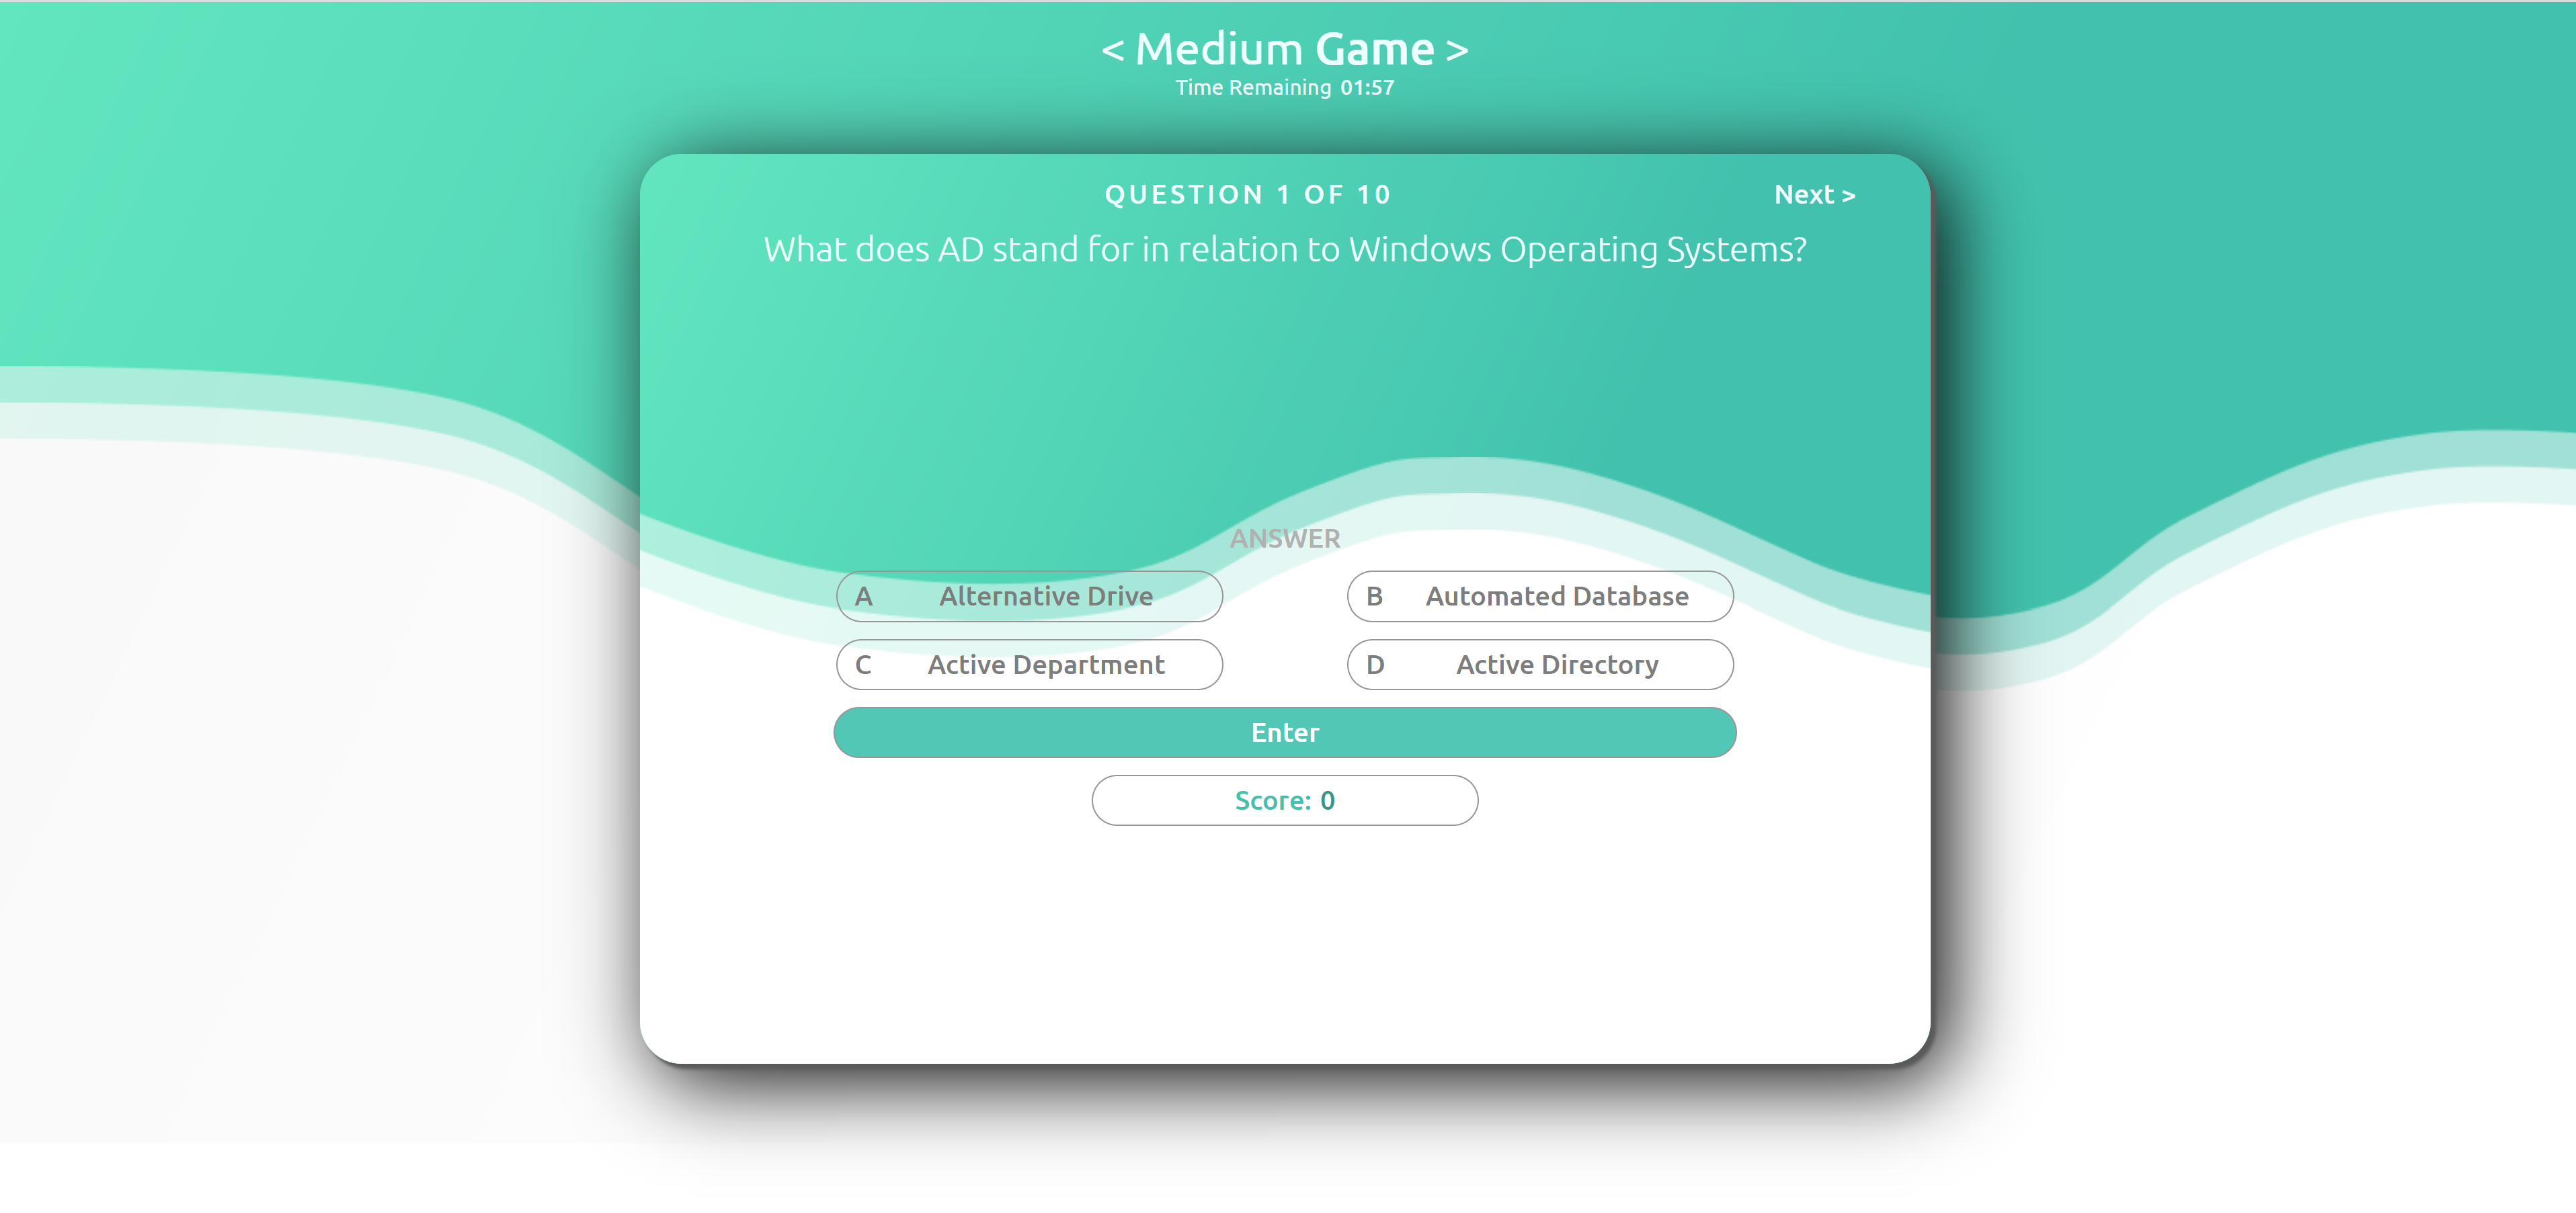 < Medium Game >
Time Remaining 01:57
QUESTION 1 OF 10
Next >
What does AD stand for in relation to Windows Operating Systems?
ANSWER
A Alternative Drive
B Automated Database
C Active Department
D Active Directory
Enter
Score: 0